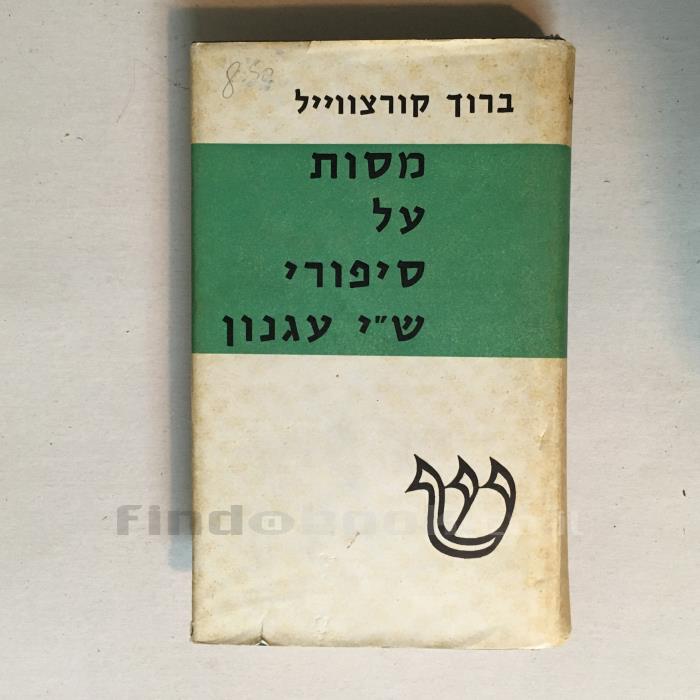 8.50
ברוך קורצווייל
מסות
על
סיפורי
ש"י עגנון
ש